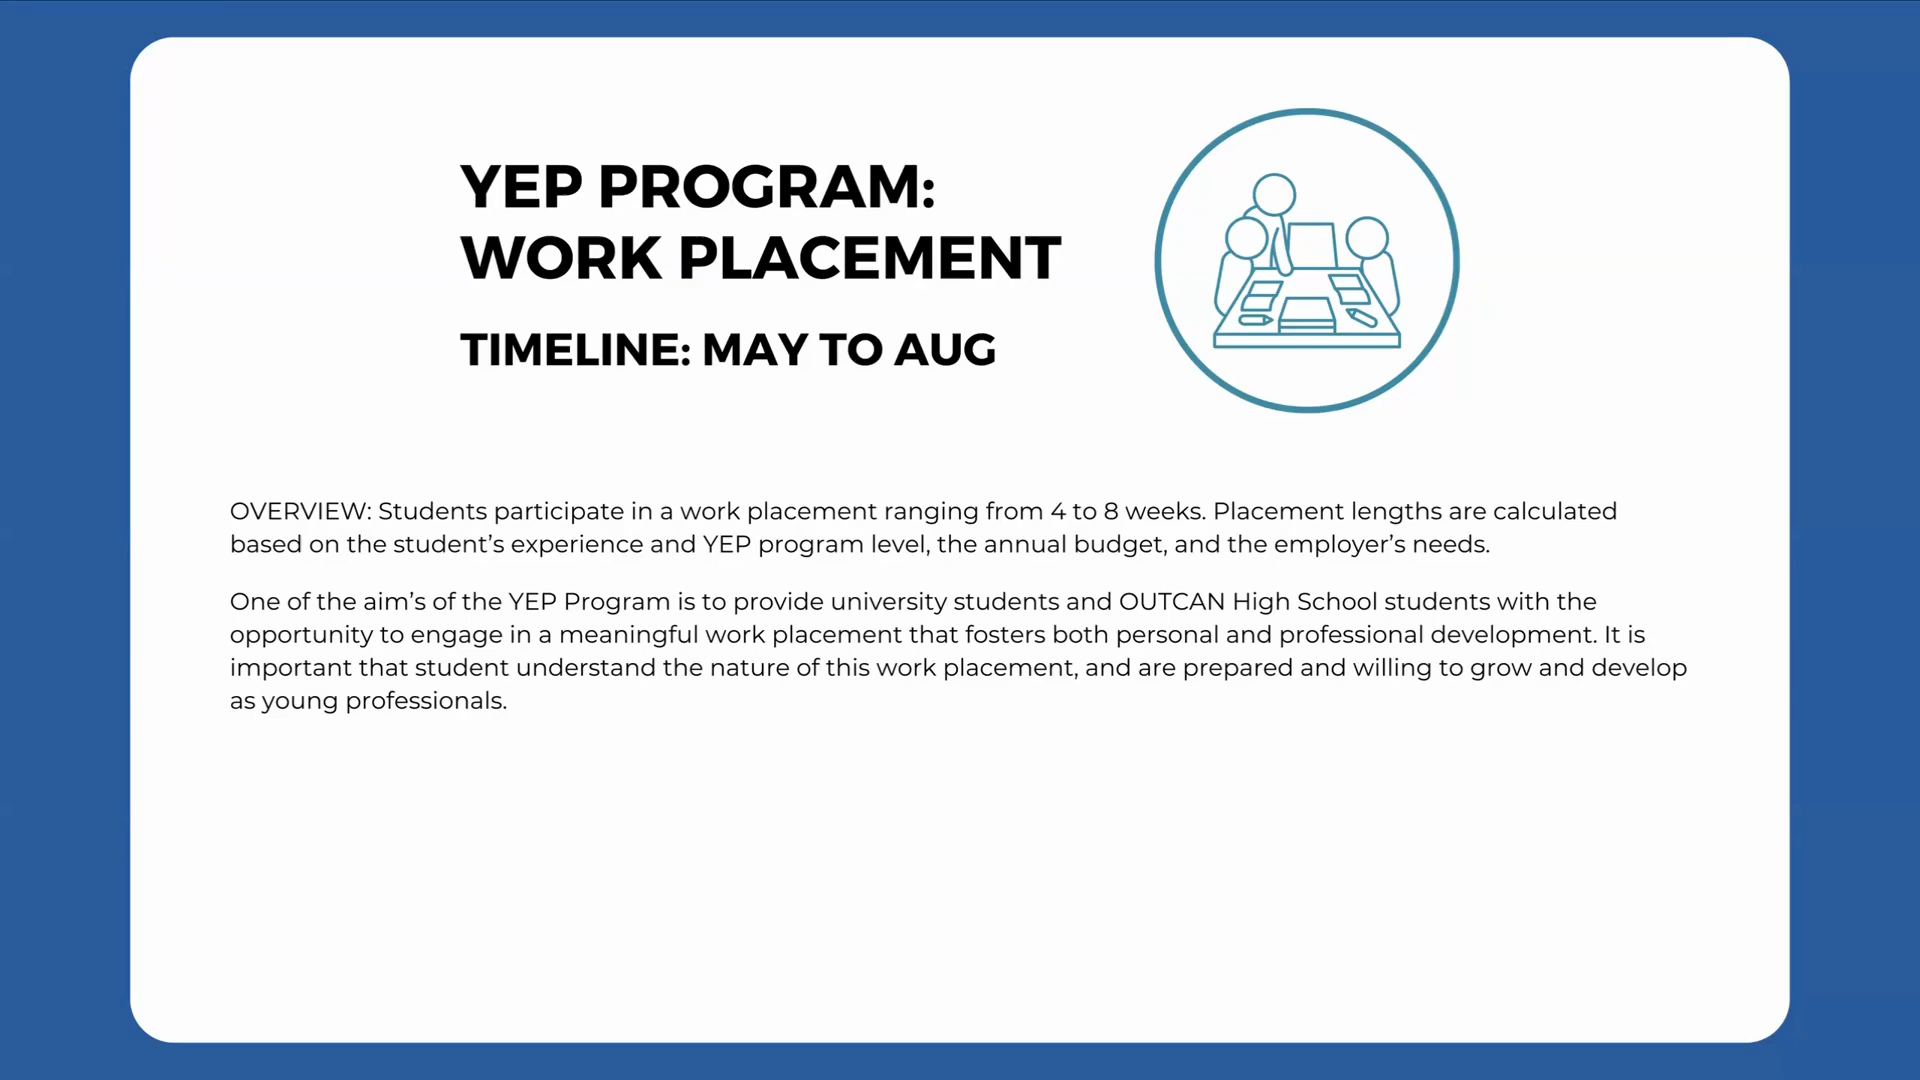 YEP PROGRAM:
WORK PLACEMENT
TIMELINE: MAY TO AUG
OVERVIEW: Students participate in a work placement ranging from 4 to 8 weeks. Placement lengths are calculated
based on the student’s experience and YEP program level, the annual budget, and the employer’s needs.
One of the aim’s of the YEP Program is to provide university students and OUTCAN High School students with the
opportunity to engage in a meaningful work placement that fosters both personal and professional development. It is
important that student understand the nature of this work placement, and are prepared and willing to grow and develop
as young professionals.